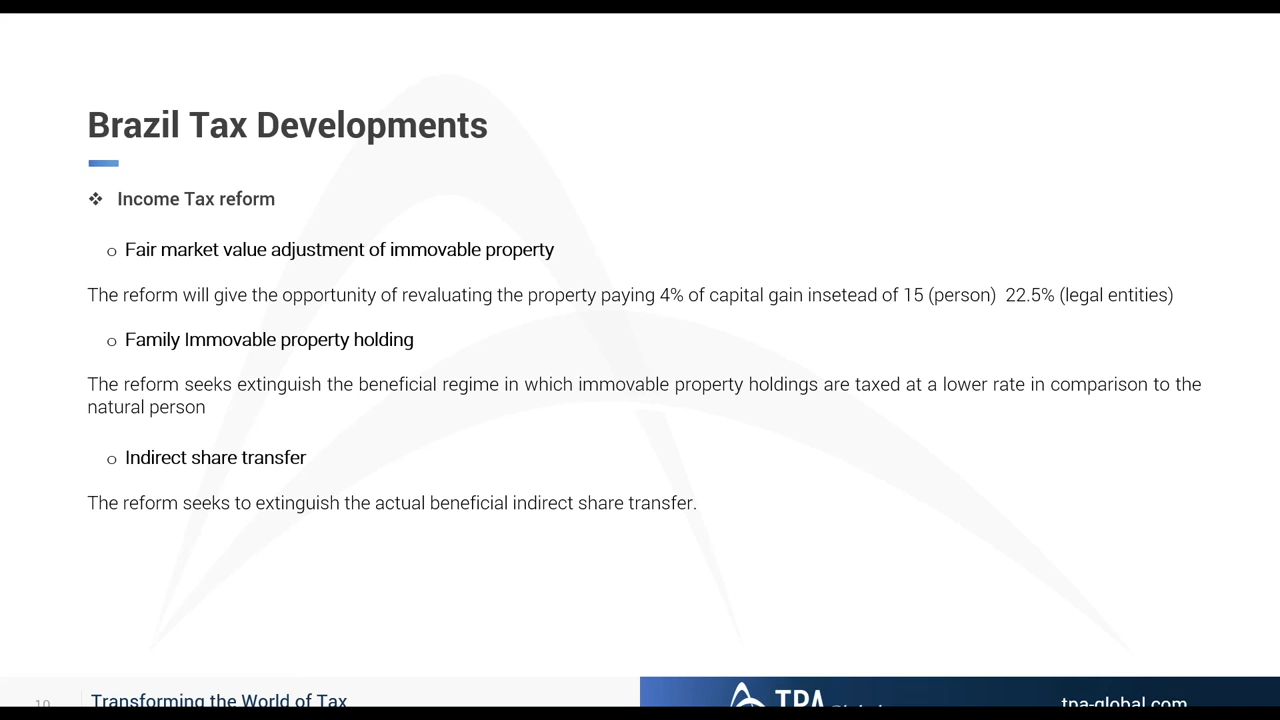 Brazil Tax Developments
❖ Income Tax reform
o Fair market value adjustment of immovable property
The reform will give the opportunity of revaluating the property paying 4% of capital gain insetead of 15 (person) 22.5% (legal entities)
o Family Immovable property holding
The reform seeks extinguish the beneficial regime in which immovable property holdings are taxed at a lower rate in comparison to the
natural person
o Indirect share transfer
The reform seeks to extinguish the actual beneficial indirect share transfer.
10 Transforming the World of Tax
TPA Global
tpa-global.com